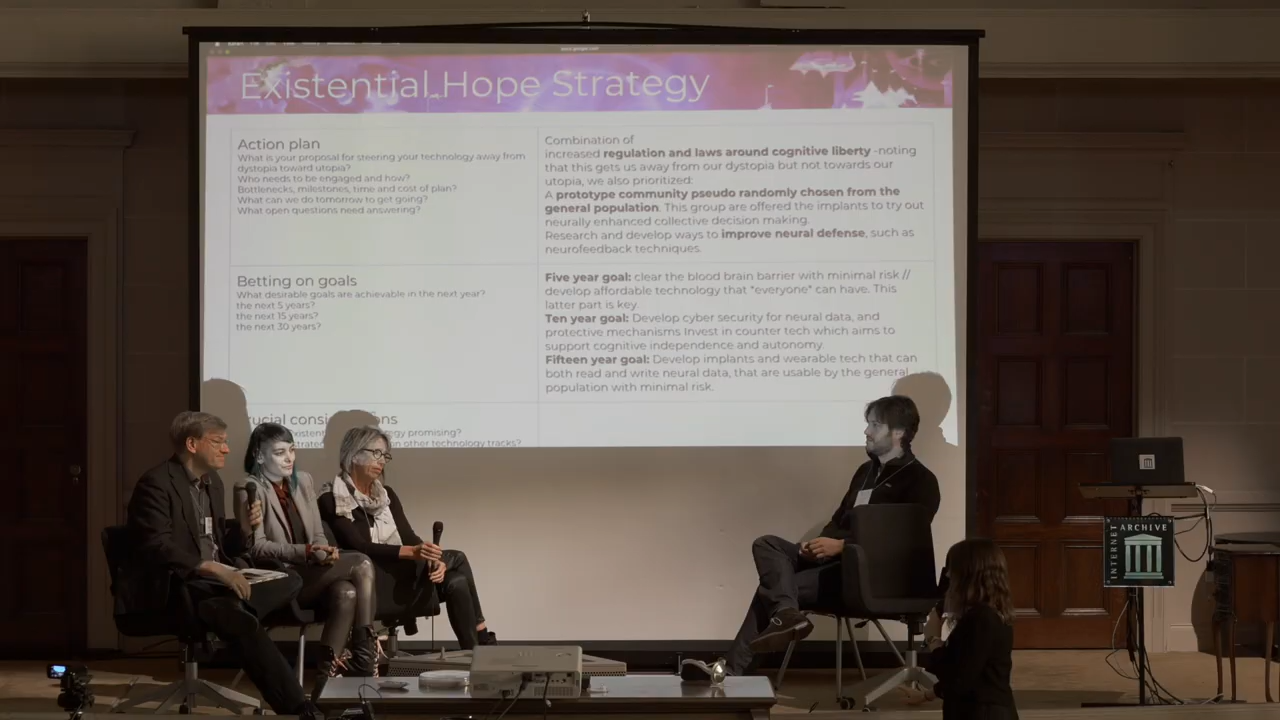 Existential Hope Strategy
Action plan
What is your proposal for steering your technology away from
dystopia toward utopia?
Who needs to be engaged and how?
Bottlenecks, milestones, time and cost of plan?
What can we do tomorrow to get going?
What open questions need answering?
Combination of
increased regulation and laws around cognitive liberty -noting
that this gets us away from our dystopia but not towards our
utopia, we also prioritized:
A prototype community pseudo randomly chosen from the
general population. This group are offered the implants to try out
neurally enhanced collective decision making.
Research and develop ways to improve neural defense, such as
neurofeedback techniques.
Betting on goals
What desirable goals are achievable in the next year?
the next 5 years?
the next 15 years?
the next 30 years?
Five year goal: clear the blood brain barrier with minimal risk //
develop affordable technology that *everyone* can have. This
latter part is key.
Ten year goal: Develop cyber security for neural data, and
protective mechanisms Invest in counter tech which aims to
support cognitive independence and autonomy.
Fifteen year goal: Develop implants and wearable tech that can
both read and write neural data, that are usable by the general
population with minimal risk.
promising?
on other technology tracks?
INTERNET ARCHIVE